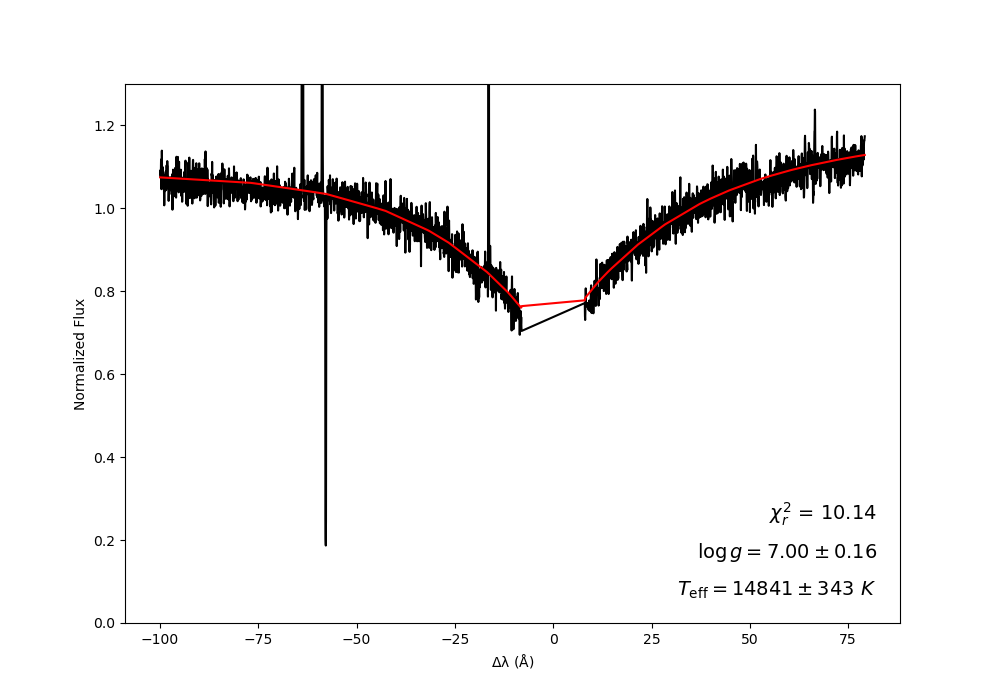 1.2
1.0
0.8
0.6
0.4
0.2
0.0
Normalized Flux
χ²ᵣ = 10.14
log g = 7.00 ± 0.16
T_eff = 14841 ± 343 K
−100 −75 −50 −25 0 25 50 75
Δλ (Å)